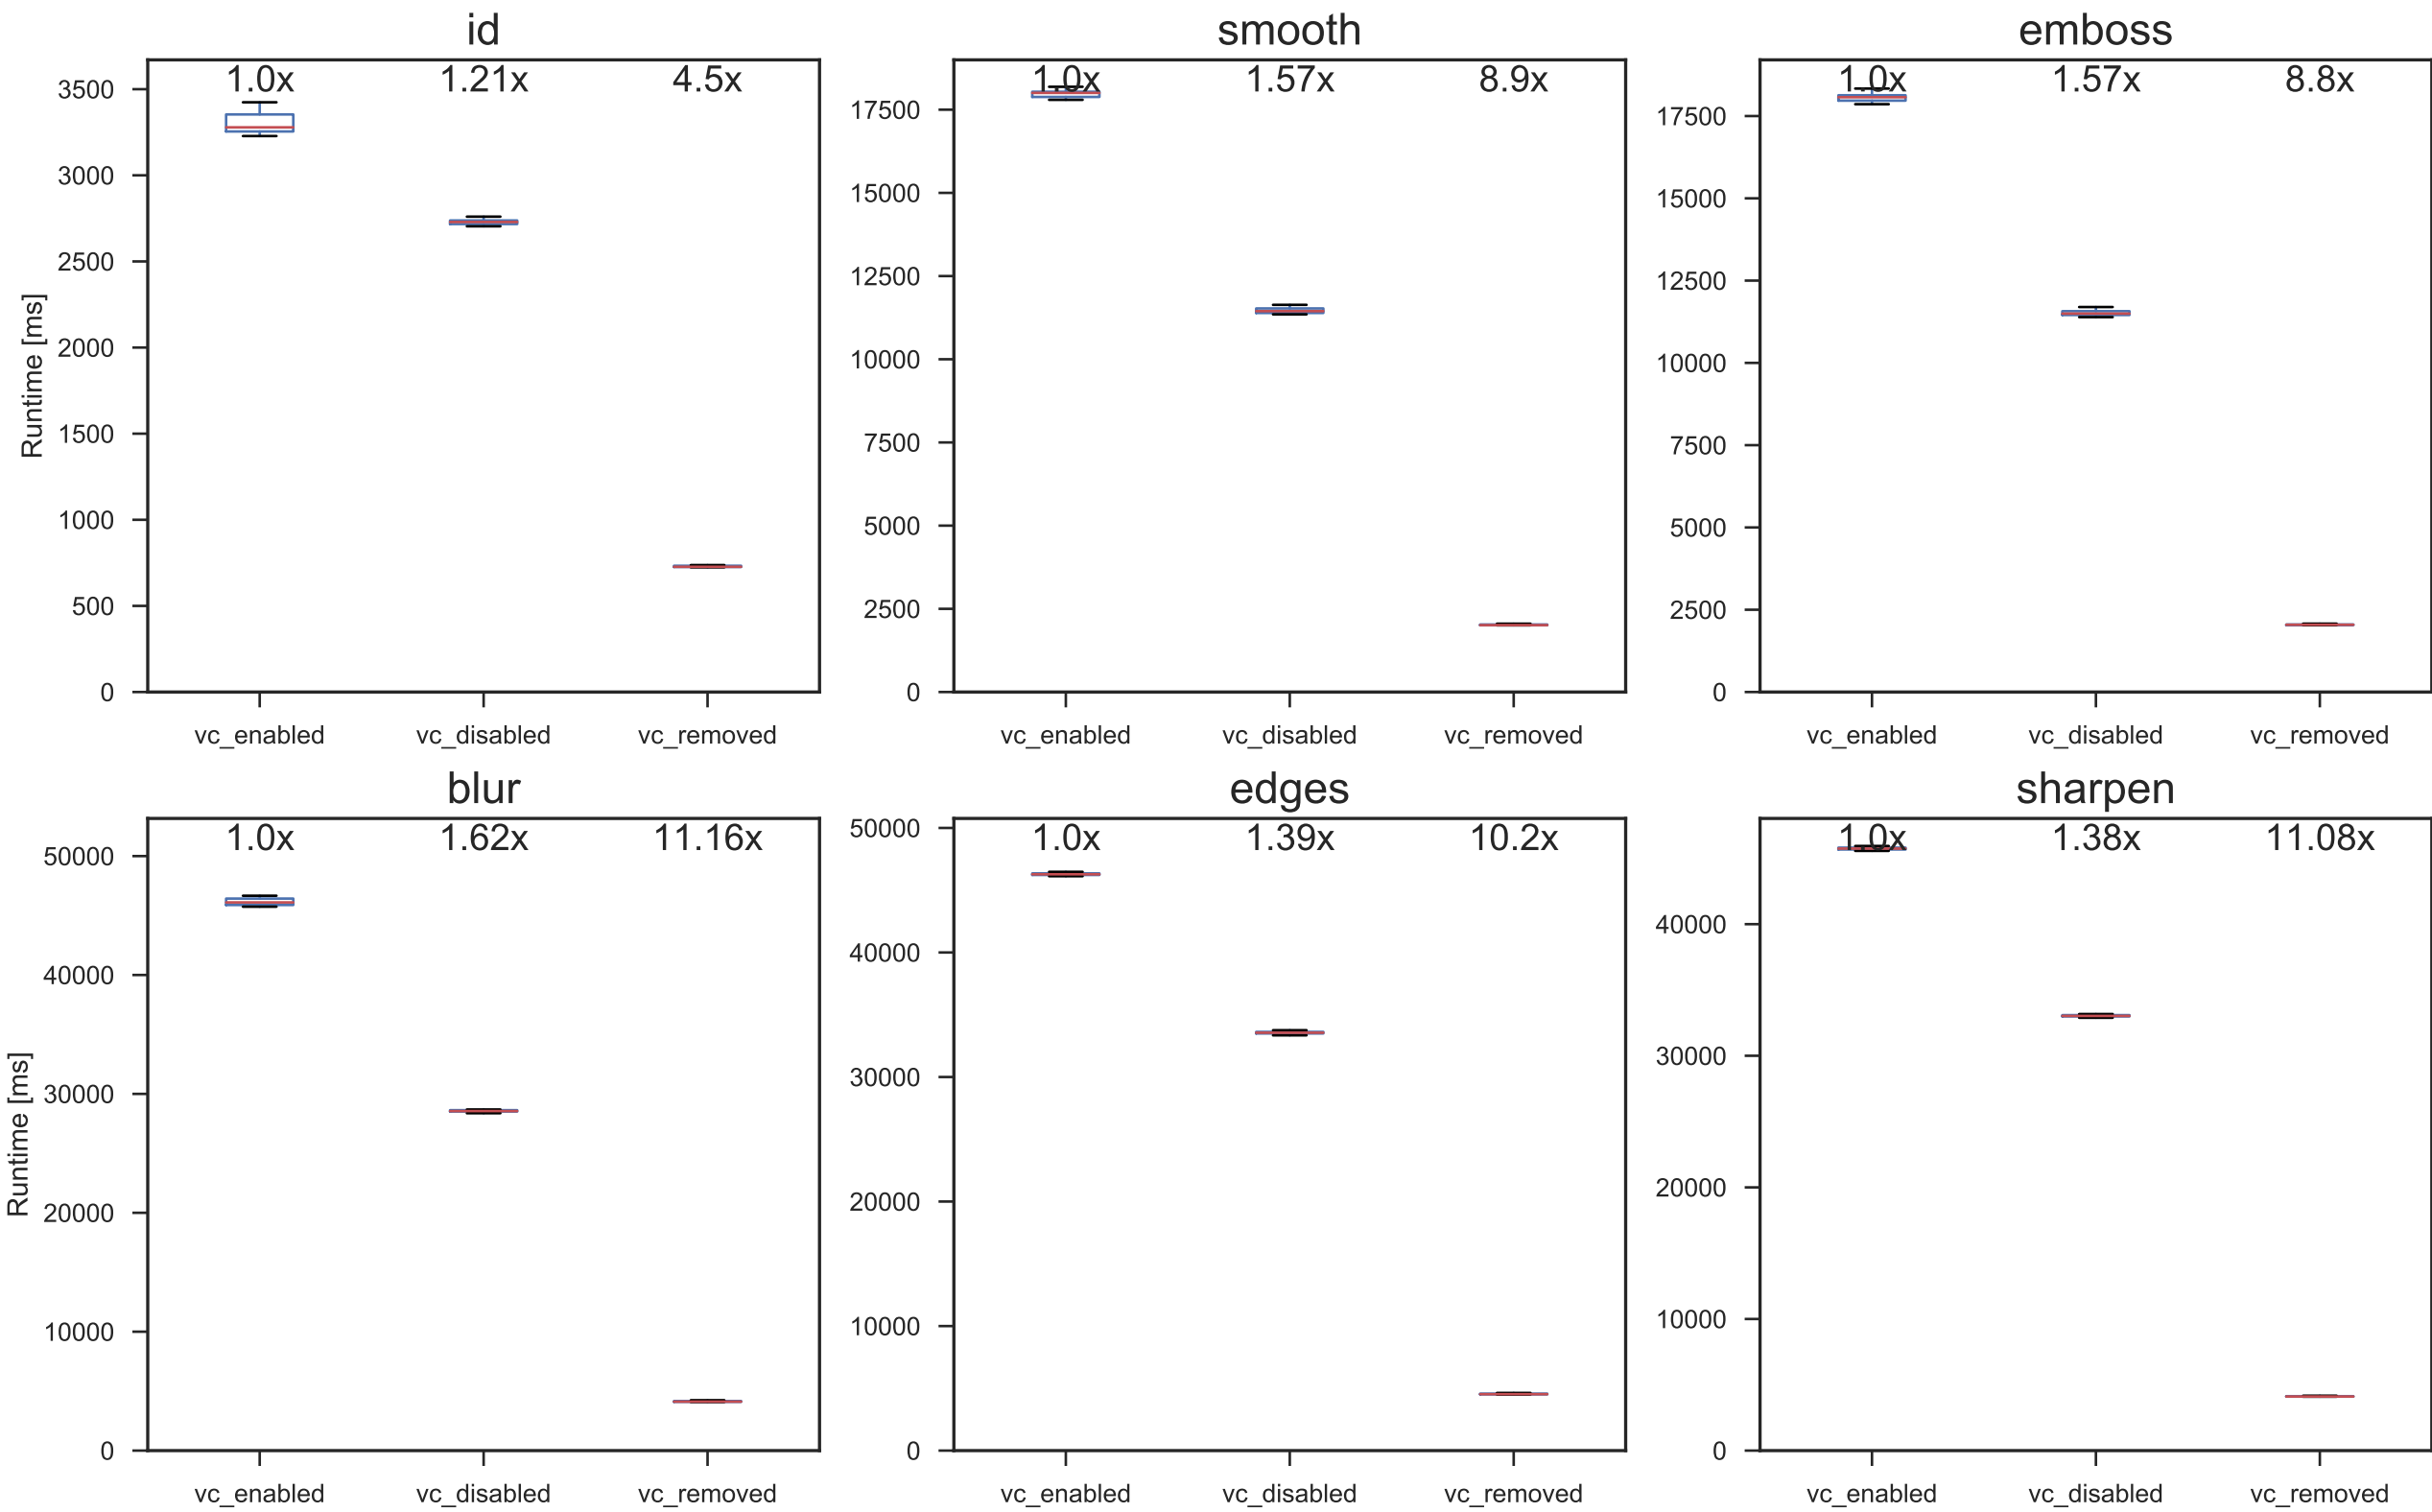 id
1.0x 1.21x 4.5x
Runtime [ms]
3500
3000
2500
2000
1500
1000
500
0
vc_enabled vc_disabled vc_removed
smooth
1.0x 1.57x 8.9x
17500
15000
12500
10000
7500
5000
2500
0
vc_enabled vc_disabled vc_removed
emboss
1.0x 1.57x 8.8x
17500
15000
12500
10000
7500
5000
2500
0
vc_enabled vc_disabled vc_removed
blur
1.0x 1.62x 11.16x
Runtime [ms]
50000
40000
30000
20000
10000
0
vc_enabled vc_disabled vc_removed
edges
1.0x 1.39x 10.2x
50000
40000
30000
20000
10000
0
vc_enabled vc_disabled vc_removed
sharpen
1.0x 1.38x 11.08x
40000
30000
20000
10000
0
vc_enabled vc_disabled vc_removed